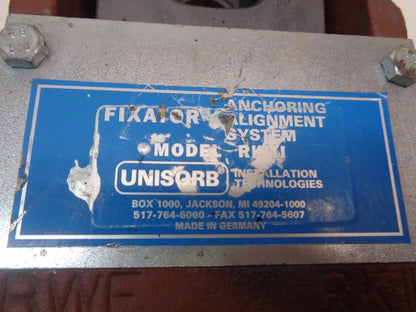 FIXATOR ANCHORING
ALIGNMENT
SYSTEM
MODEL
UNISORB® INSTALLATION
TECHNOLOGIES
BOX 1000, JACKSON, MI 49204-1000
517-764-6060 - FAX 517-764-5607
MADE IN GERMANY
RWF